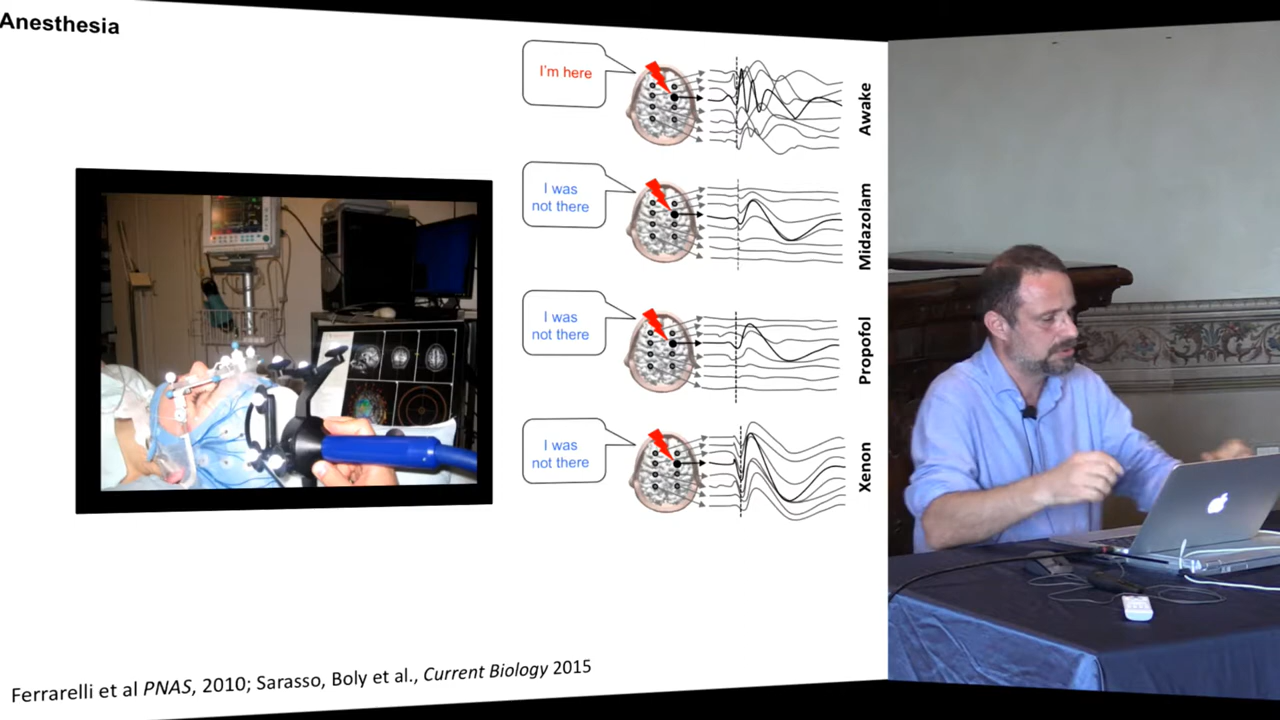 Anesthesia
I'm here
Awake
I was
not there
Midazolam
I was
not there
Propofol
I was
not there
Xenon
Ferrarelli et al PNAS, 2010; Sarasso, Boly et al., Current Biology 2015